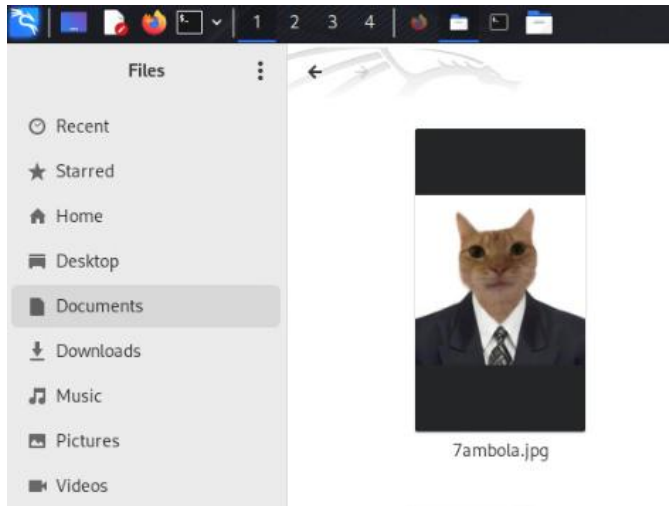 1 2 3 4
Files
Recent
Starred
Home
Desktop
Documents
Downloads
Music
Pictures
Videos
7ambola.jpg